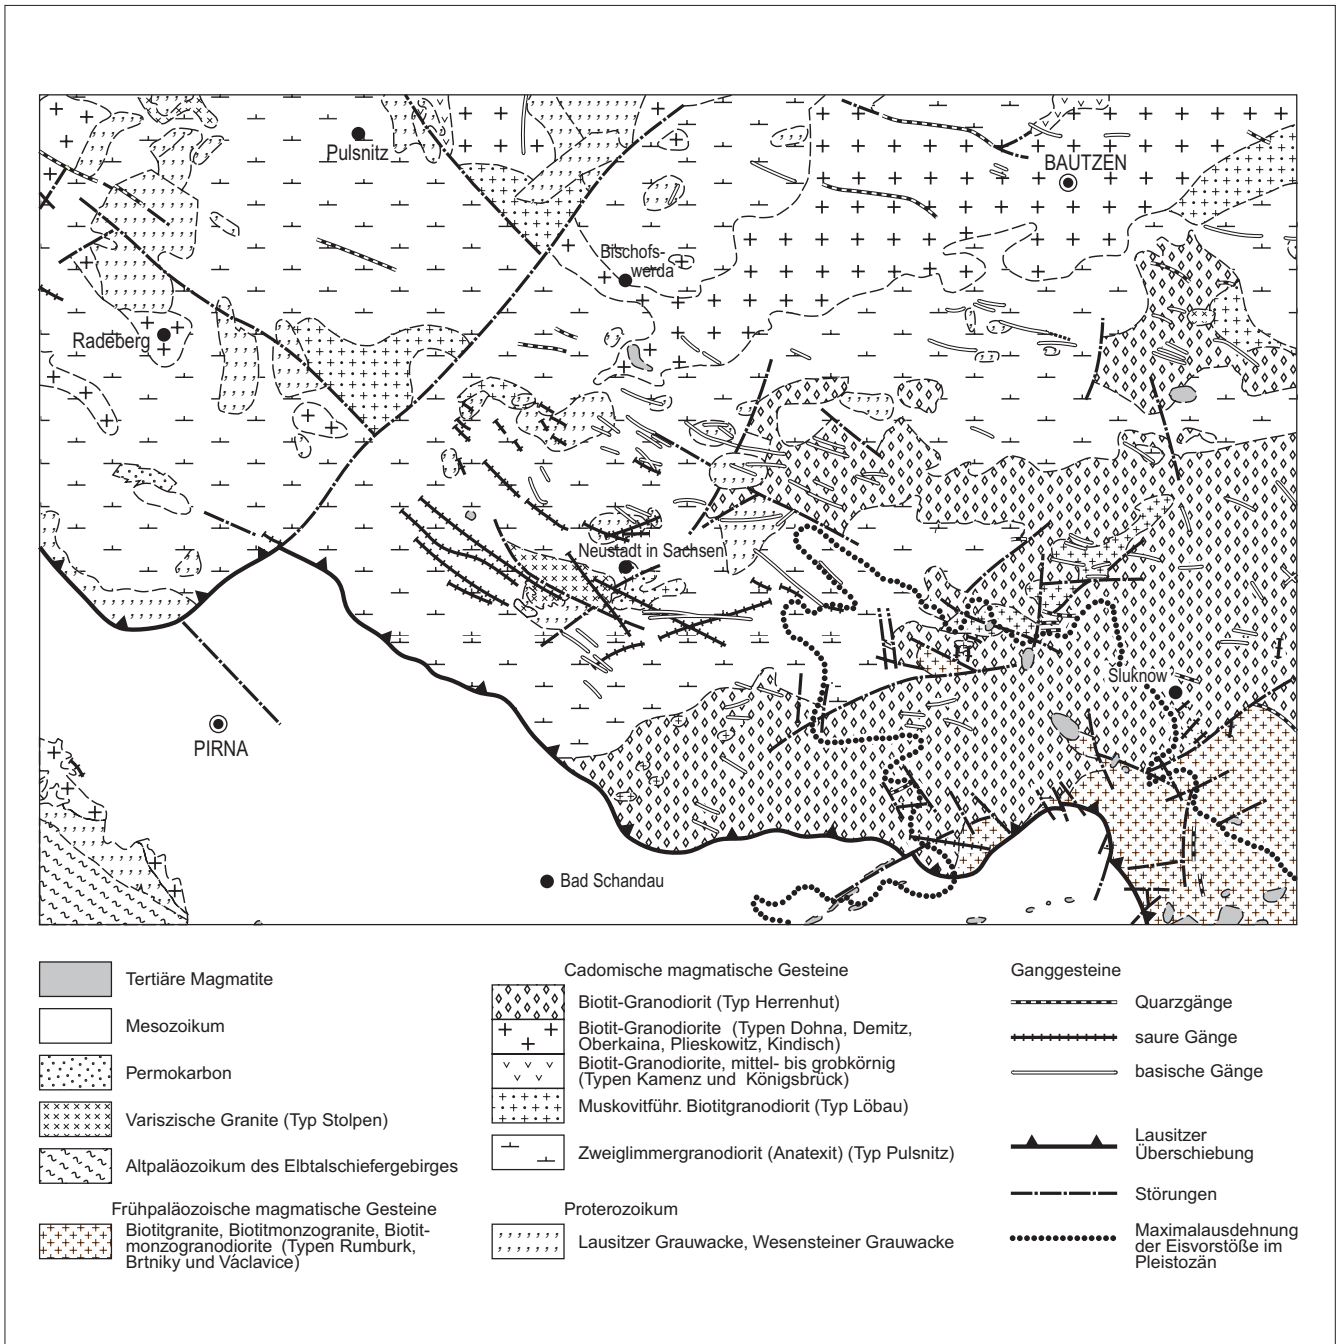 Pulsnitz
BAUTZEN
Bischofs-
werda
Radeberg
Neustadt in Sachsen
Sluknow
PIRNA
Bad Schandau
Tertiäre Magmatite
Mesozoikum
Permokarbon
Variszische Granite (Typ Stolpen)
Altpaläozoikum des Elbtalschiefergebirges
Frühpaläozoische magmatische Gesteine
Biotitgranite, Biotitmonzogranite, Biotit-
monzogranodiorite (Typen Rumburk,
Brtniky und Václavice)
Cadomische magmatische Gesteine
Biotit-Granodiorit (Typ Herrenhut)
Biotit-Granodiorite (Typen Dohna, Demitz,
Oberkaina, Plieskowitz, Kindisch)
Biotit-Granodiorite, mittel- bis grobkörnig
(Typen Kamenz und Königsbrück)
Muskovitführ. Biotitgranodiorit (Typ Löbau)
Zweiglimmergranodiorit (Anatexit) (Typ Pulsnitz)
Proterozoikum
Lausitzer Grauwacke, Wesensteiner Grauwacke
Ganggesteine
Quarzgänge
saure Gänge
basische Gänge
Lausitzer
Überschiebung
Störungen
Maximalausdehnung
der Eisvorstöße im
Pleistozän